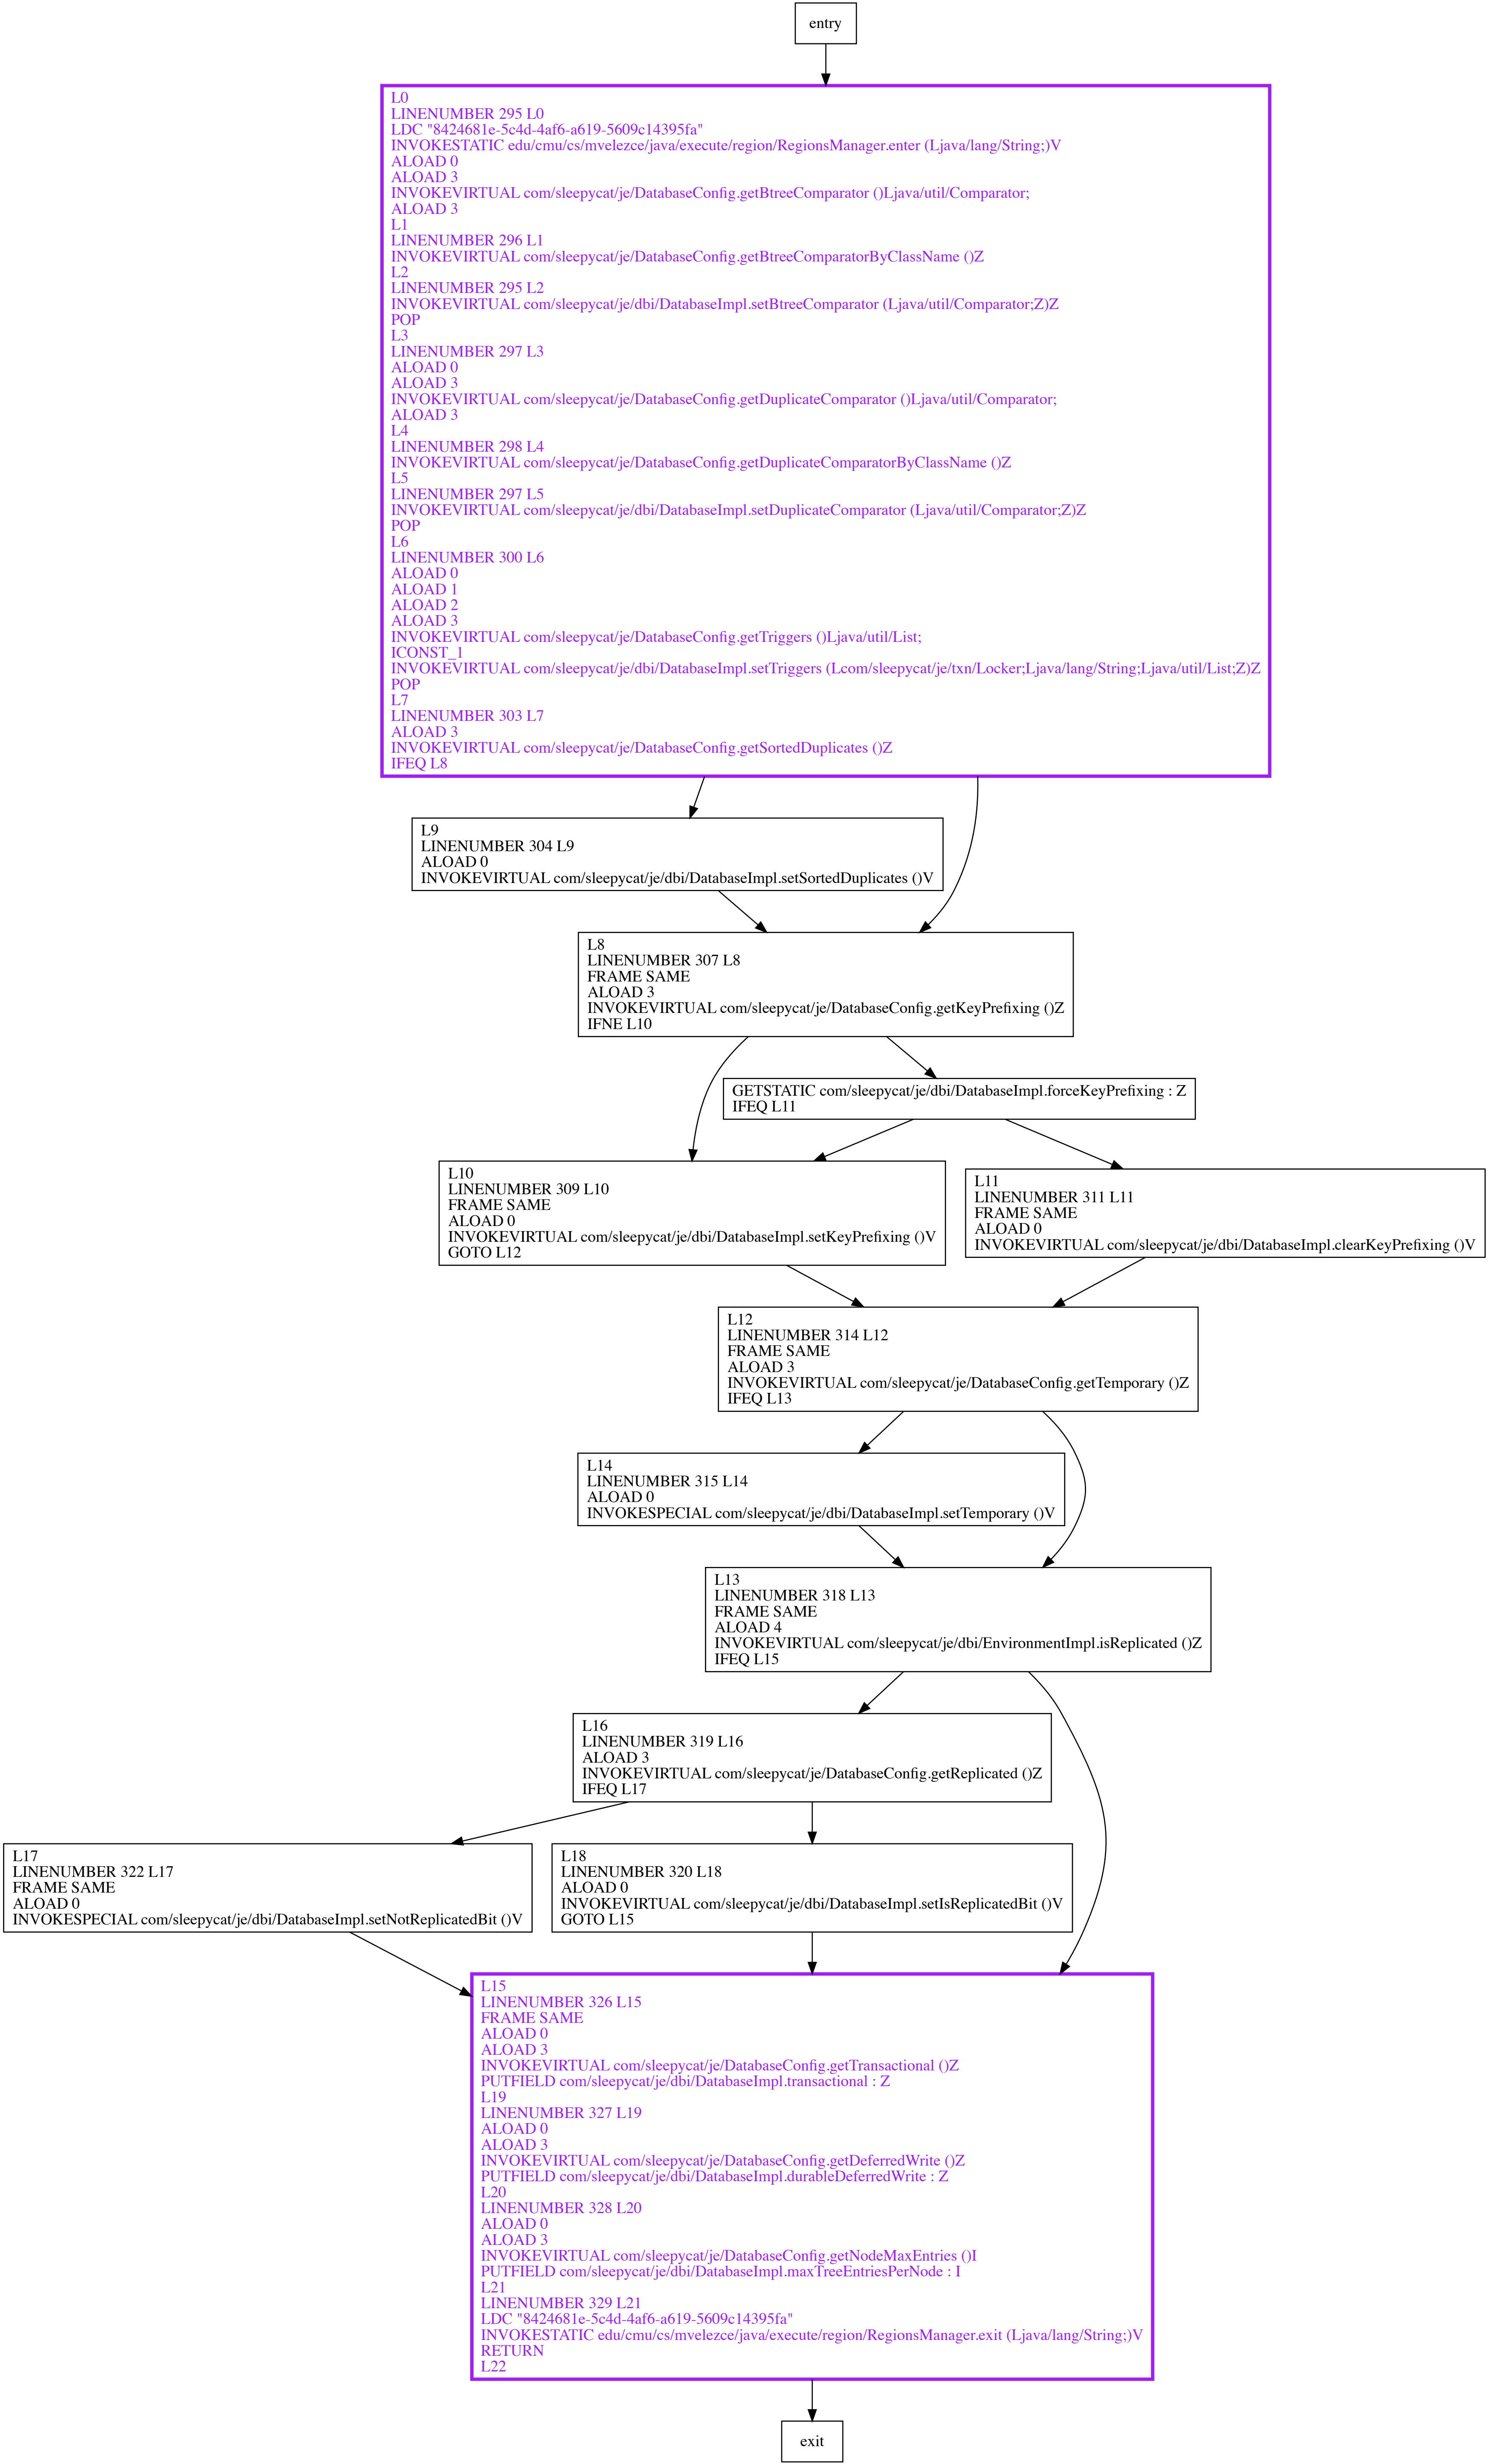 entry
L0
LINENUMBER 295 L0
LDC "8424681e-5c4d-4af6-a619-5609c14395fa"
INVOKESTATIC edu/cmu/cs/mvelezce/java/execute/region/RegionsManager.enter (Ljava/lang/String;)V
ALOAD 0
ALOAD 3
INVOKEVIRTUAL com/sleepycat/je/DatabaseConfig.getBtreeComparator ()Ljava/util/Comparator;
ALOAD 3
L1
LINENUMBER 296 L1
INVOKEVIRTUAL com/sleepycat/je/DatabaseConfig.getBtreeComparatorByClassName ()Z
L2
LINENUMBER 295 L2
INVOKEVIRTUAL com/sleepycat/je/dbi/DatabaseImpl.setBtreeComparator (Ljava/util/Comparator;Z)Z
POP
L3
LINENUMBER 297 L3
ALOAD 0
ALOAD 3
INVOKEVIRTUAL com/sleepycat/je/DatabaseConfig.getDuplicateComparator ()Ljava/util/Comparator;
ALOAD 3
L4
LINENUMBER 298 L4
INVOKEVIRTUAL com/sleepycat/je/DatabaseConfig.getDuplicateComparatorByClassName ()Z
L5
LINENUMBER 297 L5
INVOKEVIRTUAL com/sleepycat/je/dbi/DatabaseImpl.setDuplicateComparator (Ljava/util/Comparator;Z)Z
POP
L6
LINENUMBER 300 L6
ALOAD 0
ALOAD 1
ALOAD 2
ALOAD 3
INVOKEVIRTUAL com/sleepycat/je/DatabaseConfig.getTriggers ()Ljava/util/List;
ICONST_1
INVOKEVIRTUAL com/sleepycat/je/dbi/DatabaseImpl.setTriggers (Lcom/sleepycat/je/txn/Locker;Ljava/lang/String;Ljava/util/List;Z)Z
POP
L7
LINENUMBER 303 L7
ALOAD 3
INVOKEVIRTUAL com/sleepycat/je/DatabaseConfig.getSortedDuplicates ()Z
IFEQ L8
L9
LINENUMBER 304 L9
ALOAD 0
INVOKEVIRTUAL com/sleepycat/je/dbi/DatabaseImpl.setSortedDuplicates ()V
L8
LINENUMBER 307 L8
FRAME SAME
ALOAD 3
INVOKEVIRTUAL com/sleepycat/je/DatabaseConfig.getKeyPrefixing ()Z
IFNE L10
GETSTATIC com/sleepycat/je/dbi/DatabaseImpl.forceKeyPrefixing : Z
IFEQ L11
L10
LINENUMBER 309 L10
FRAME SAME
ALOAD 0
INVOKEVIRTUAL com/sleepycat/je/dbi/DatabaseImpl.setKeyPrefixing ()V
GOTO L12
L11
LINENUMBER 311 L11
FRAME SAME
ALOAD 0
INVOKEVIRTUAL com/sleepycat/je/dbi/DatabaseImpl.clearKeyPrefixing ()V
L12
LINENUMBER 314 L12
FRAME SAME
ALOAD 3
INVOKEVIRTUAL com/sleepycat/je/DatabaseConfig.getTemporary ()Z
IFEQ L13
L14
LINENUMBER 315 L14
ALOAD 0
INVOKESPECIAL com/sleepycat/je/dbi/DatabaseImpl.setTemporary ()V
L13
LINENUMBER 318 L13
FRAME SAME
ALOAD 4
INVOKEVIRTUAL com/sleepycat/je/dbi/EnvironmentImpl.isReplicated ()Z
IFEQ L15
L16
LINENUMBER 319 L16
ALOAD 3
INVOKEVIRTUAL com/sleepycat/je/DatabaseConfig.getReplicated ()Z
IFEQ L17
L17
LINENUMBER 322 L17
FRAME SAME
ALOAD 0
INVOKESPECIAL com/sleepycat/je/dbi/DatabaseImpl.setNotReplicatedBit ()V
L18
LINENUMBER 320 L18
ALOAD 0
INVOKEVIRTUAL com/sleepycat/je/dbi/DatabaseImpl.setIsReplicatedBit ()V
GOTO L15
L15
LINENUMBER 326 L15
FRAME SAME
ALOAD 0
ALOAD 3
INVOKEVIRTUAL com/sleepycat/je/DatabaseConfig.getTransactional ()Z
PUTFIELD com/sleepycat/je/dbi/DatabaseImpl.transactional : Z
L19
LINENUMBER 327 L19
ALOAD 0
ALOAD 3
INVOKEVIRTUAL com/sleepycat/je/DatabaseConfig.getDeferredWrite ()Z
PUTFIELD com/sleepycat/je/dbi/DatabaseImpl.durableDeferredWrite : Z
L20
LINENUMBER 328 L20
ALOAD 0
ALOAD 3
INVOKEVIRTUAL com/sleepycat/je/DatabaseConfig.getNodeMaxEntries ()I
PUTFIELD com/sleepycat/je/dbi/DatabaseImpl.maxTreeEntriesPerNode : I
L21
LINENUMBER 329 L21
LDC "8424681e-5c4d-4af6-a619-5609c14395fa"
INVOKESTATIC edu/cmu/cs/mvelezce/java/execute/region/RegionsManager.exit (Ljava/lang/String;)V
RETURN
L22
exit